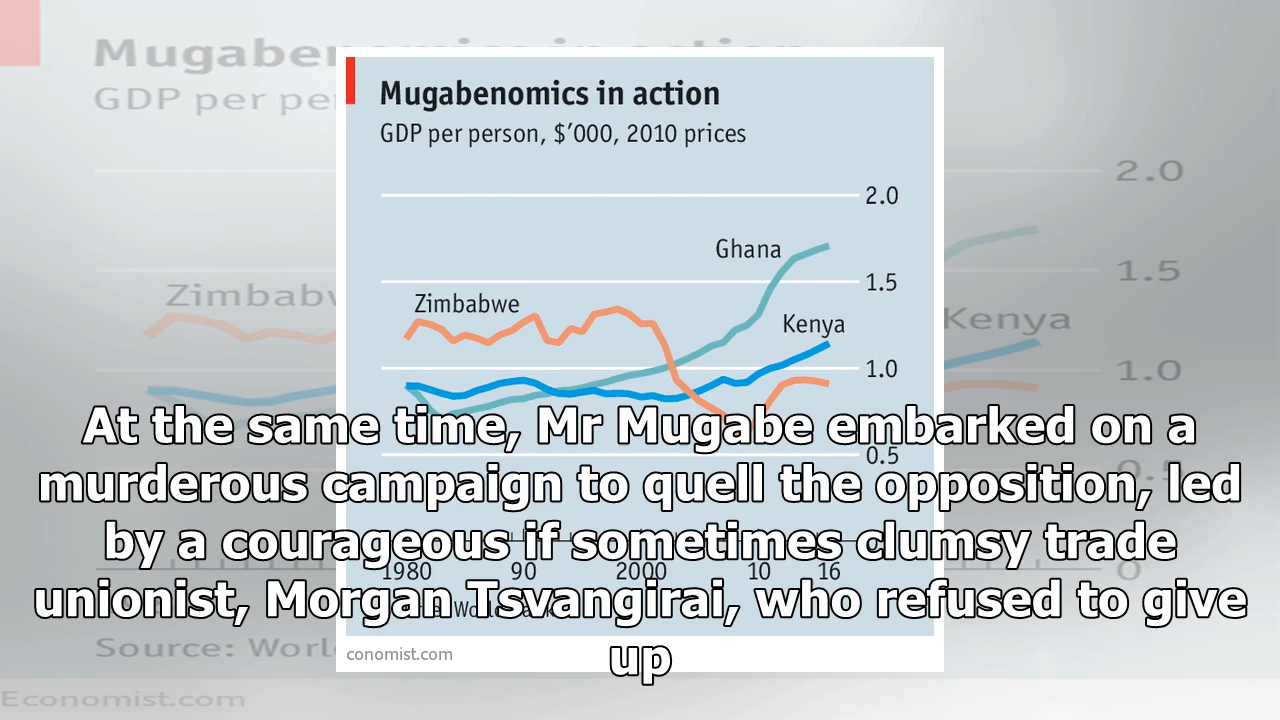 Mugabenomics in action
GDP per person, $'000, 2010 prices
2.0
Ghana
1.5
Zimbabwe
Kenya
1.0
0.5
At the same time, Mr Mugabe embarked on a
murderous campaign to quell the opposition, led
by a courageous if sometimes clumsy trade
unionist, Morgan Tsvangirai, who refused to give
up
1980 90 2000 10 16
conomist.com
Mugabe
GDP per per
2.0
1.5
Zimbabw
Kenya
1.0
0.5
0
Source: Worl
Economist.com